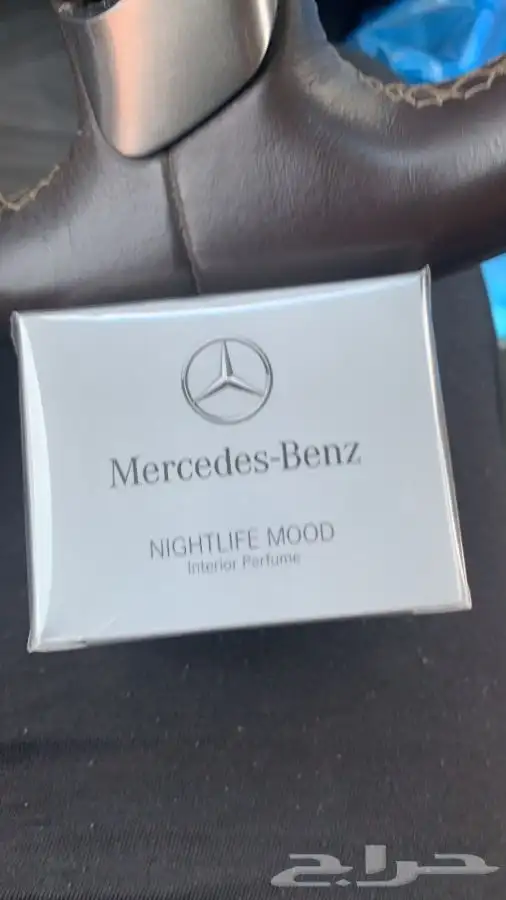 Mercedes-Benz
NIGHTLIFE MOOD
Interior Perfume
حراج